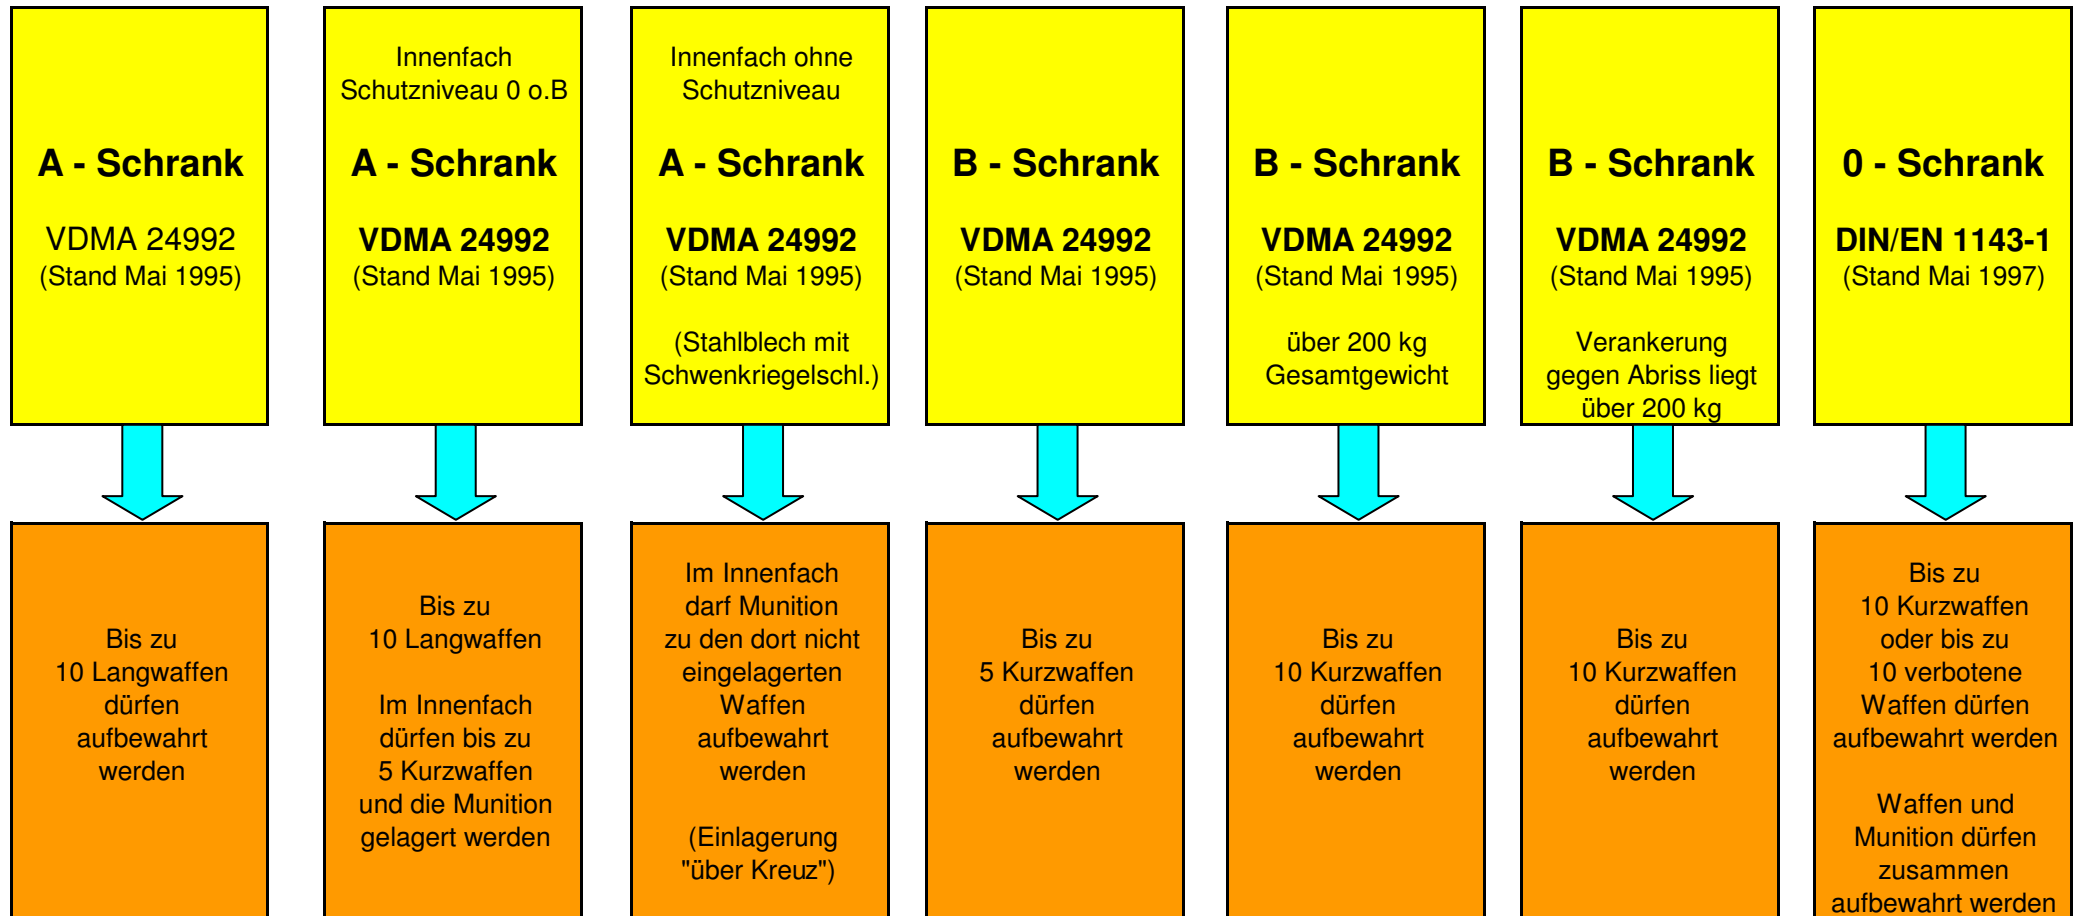 A - Schrank
VDMA 24992
(Stand Mai 1995)
Innenfach
Schutzniveau 0 o.B
A - Schrank
VDMA 24992
(Stand Mai 1995)
Innenfach ohne
Schutzniveau
A - Schrank
VDMA 24992
(Stand Mai 1995)
(Stahlblech mit
Schwenkriegelschl.)
B - Schrank
VDMA 24992
(Stand Mai 1995)
B - Schrank
VDMA 24992
(Stand Mai 1995)
über 200 kg
Gesamtgewicht
B - Schrank
VDMA 24992
(Stand Mai 1995)
Verankerung
gegen Abriss liegt
über 200 kg
0 - Schrank
DIN/EN 1143-1
(Stand Mai 1997)
Bis zu
10 Langwaffen
dürfen
aufbewahrt
werden
Bis zu
10 Langwaffen
Im Innenfach
dürfen bis zu
5 Kurzwaffen
und die Munition
gelagert werden
Im Innenfach
darf Munition
zu den dort nicht
eingelagerten
Waffen
aufbewahrt
werden
(Einlagerung
"über Kreuz")
Bis zu
5 Kurzwaffen
dürfen
aufbewahrt
werden
Bis zu
10 Kurzwaffen
dürfen
aufbewahrt
werden
Bis zu
10 Kurzwaffen
dürfen
aufbewahrt
werden
Bis zu
10 Kurzwaffen
oder bis zu
10 verbotene
Waffen dürfen
aufbewahrt werden
Waffen und
Munition dürfen
zusammen
aufbewahrt werden